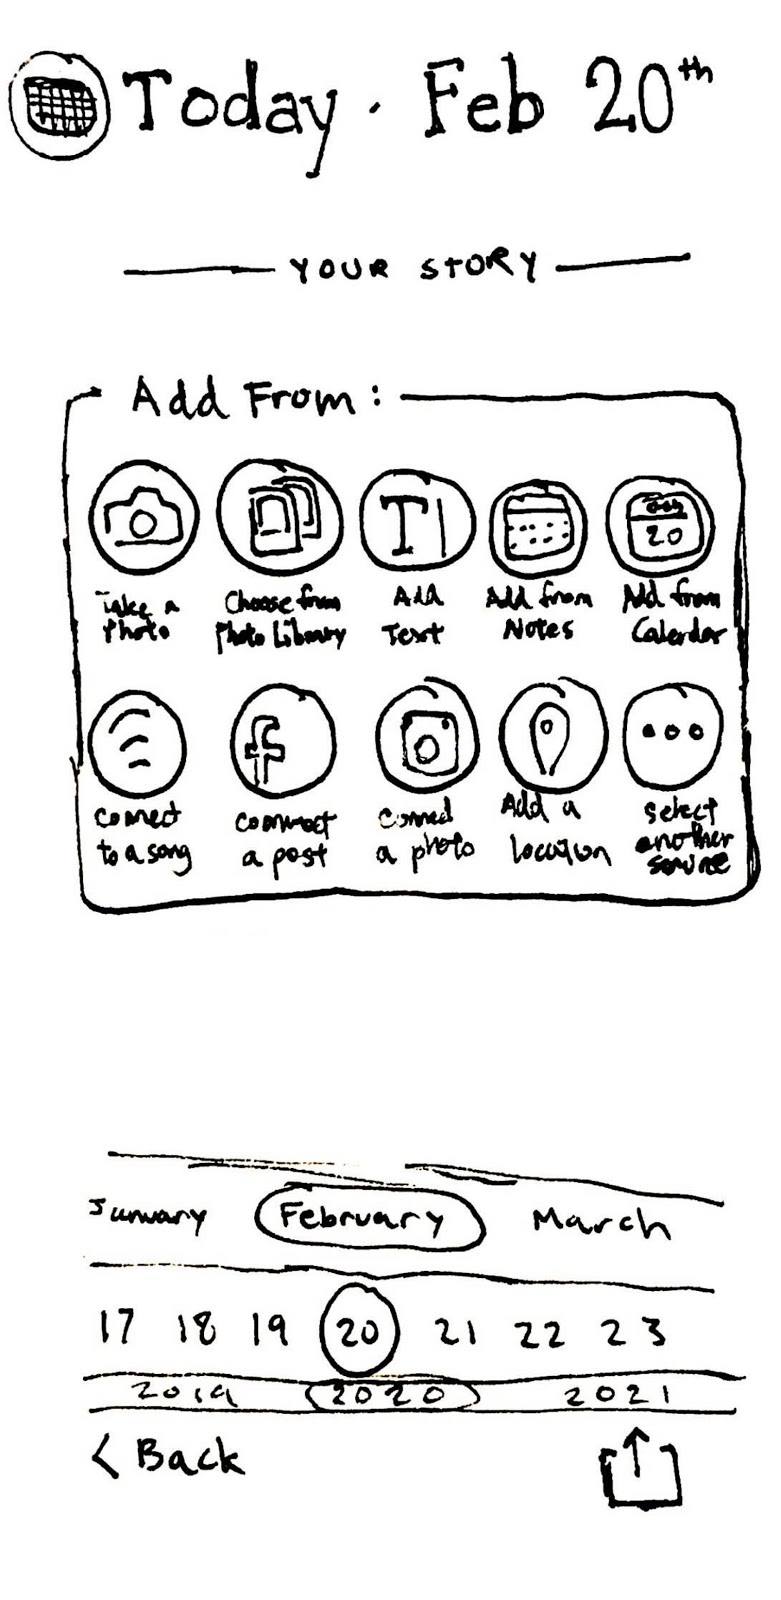 Today · Feb 20th
YOUR STORY
Add From:
T
20
Take a
Photo
Choose from
Photo Library
Add
Text
Add from
Notes
Add from
Calendar
f
Connect
to a song
Connect
a post
Connect
a photo
Add a
Location
Select
another
source
January February March
17 18 19 20 21 22 23
2019 2020 2021
< Back